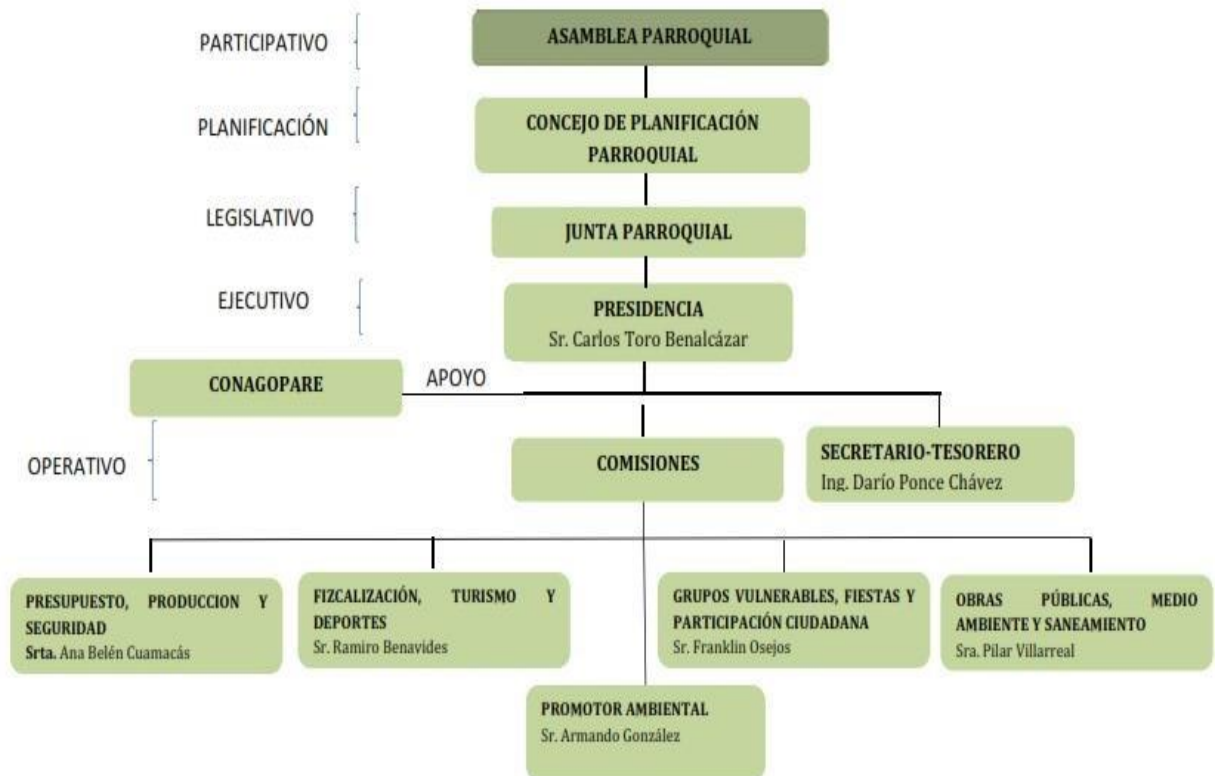 PARTICIPATIVO
ASAMBLEA PARROQUIAL
PLANIFICACIÓN
CONCEJO DE PLANIFICACIÓN
PARROQUIAL
LEGISLATIVO
JUNTA PARROQUIAL
EJECUTIVO
PRESIDENCIA
Sr. Carlos Toro Benalcázar
CONAGOPARE
APOYO
OPERATIVO
COMISIONES
SECRETARIO-TESORERO
Ing. Darío Ponce Chávez
PRESUPUESTO, PRODUCCION Y
SEGURIDAD
Srta. Ana Belén Cuamacás
FIZCALIZACIÓN, TURISMO Y
DEPORTES
Sr. Ramiro Benavides
GRUPOS VULNERABLES, FIESTAS Y
PARTICIPACIÓN CIUDADANA
Sr. Franklin Osejos
OBRAS PÚBLICAS, MEDIO
AMBIENTE Y SANEAMIENTO
Sra. Pilar Villarreal
PROMOTOR AMBIENTAL
Sr. Armando González